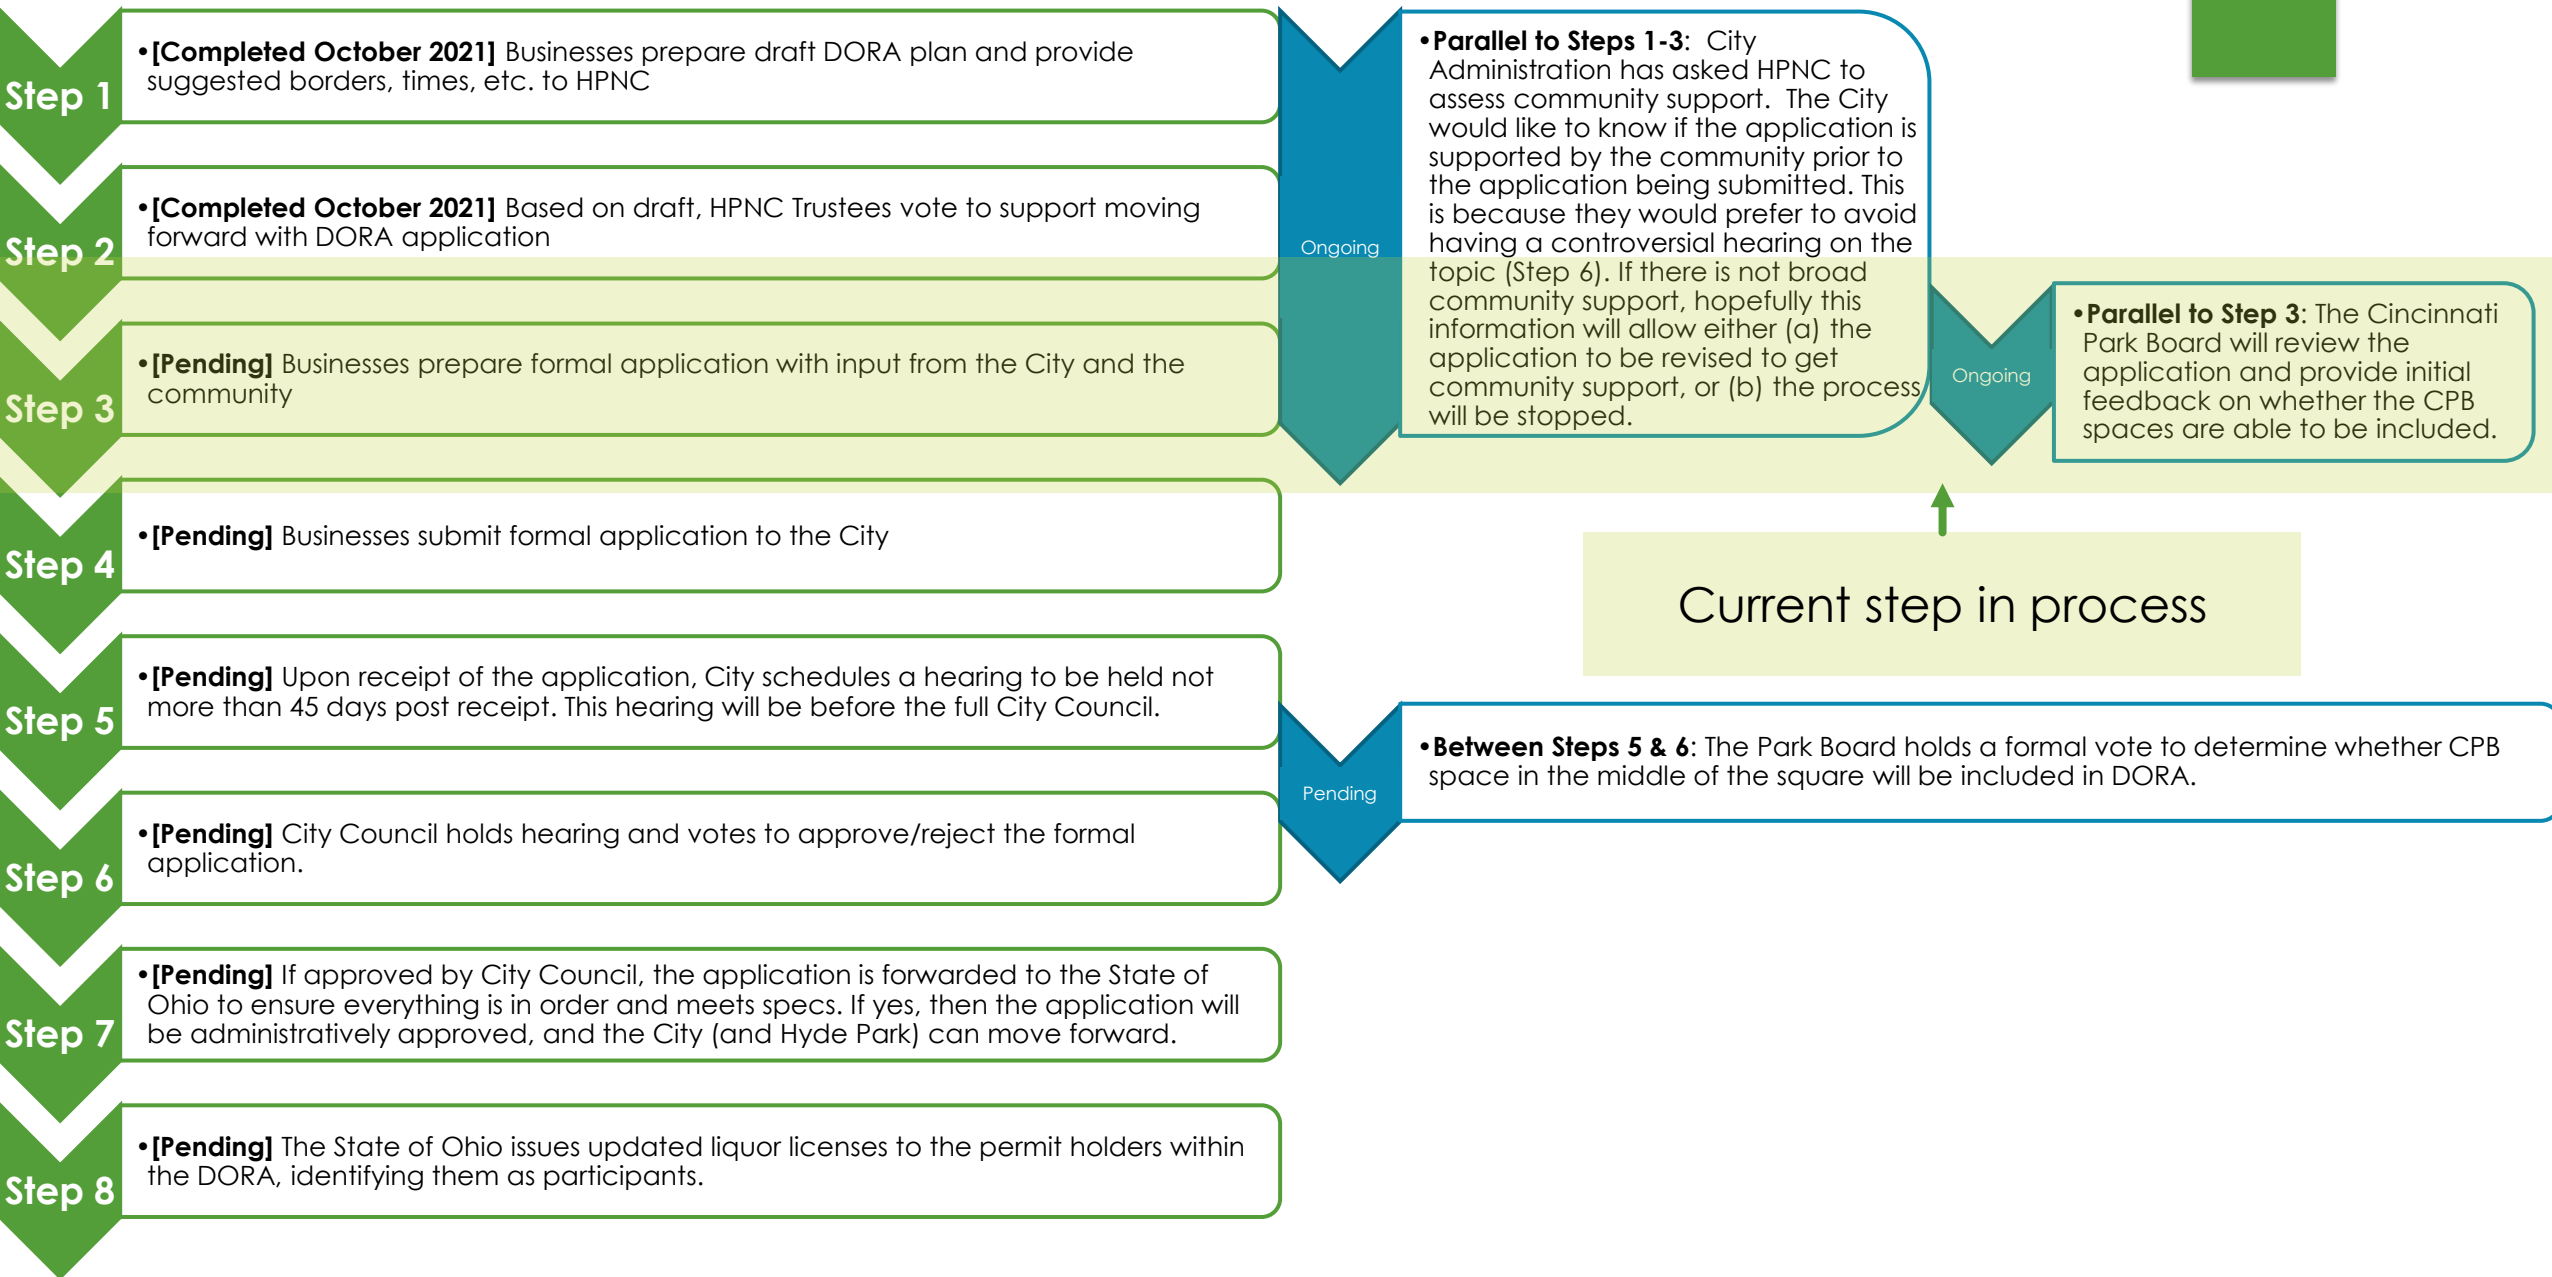 Step 1
•[Completed October 2021] Businesses prepare draft DORA plan and provide
suggested borders, times, etc. to HPNC
Step 2
•[Completed October 2021] Based on draft, HPNC Trustees vote to support moving
forward with DORA application
Step 3
•[Pending] Businesses prepare formal application with input from the City and the
community
Step 4
•[Pending] Businesses submit formal application to the City
Step 5
•[Pending] Upon receipt of the application, City schedules a hearing to be held not
more than 45 days post receipt. This hearing will be before the full City Council.
Step 6
•[Pending] City Council holds hearing and votes to approve/reject the formal
application.
Step 7
•[Pending] If approved by City Council, the application is forwarded to the State of
Ohio to ensure everything is in order and meets specs. If yes, then the application will
be administratively approved, and the City (and Hyde Park) can move forward.
Step 8
•[Pending] The State of Ohio issues updated liquor licenses to the permit holders within
the DORA, identifying them as participants.
Ongoing
•Parallel to Steps 1-3: City
Administration has asked HPNC to
assess community support. The City
would like to know if the application is
supported by the community prior to
the application being submitted. This
is because they would prefer to avoid
having a controversial hearing on the
topic (Step 6). If there is not broad
community support, hopefully this
information will allow either (a) the
application to be revised to get
community support, or (b) the process
will be stopped.
Ongoing
•Parallel to Step 3: The Cincinnati
Park Board will review the
application and provide initial
feedback on whether the CPB
spaces are able to be included.
Current step in process
Pending
•Between Steps 5 & 6: The Park Board holds a formal vote to determine whether CPB
space in the middle of the square will be included in DORA.